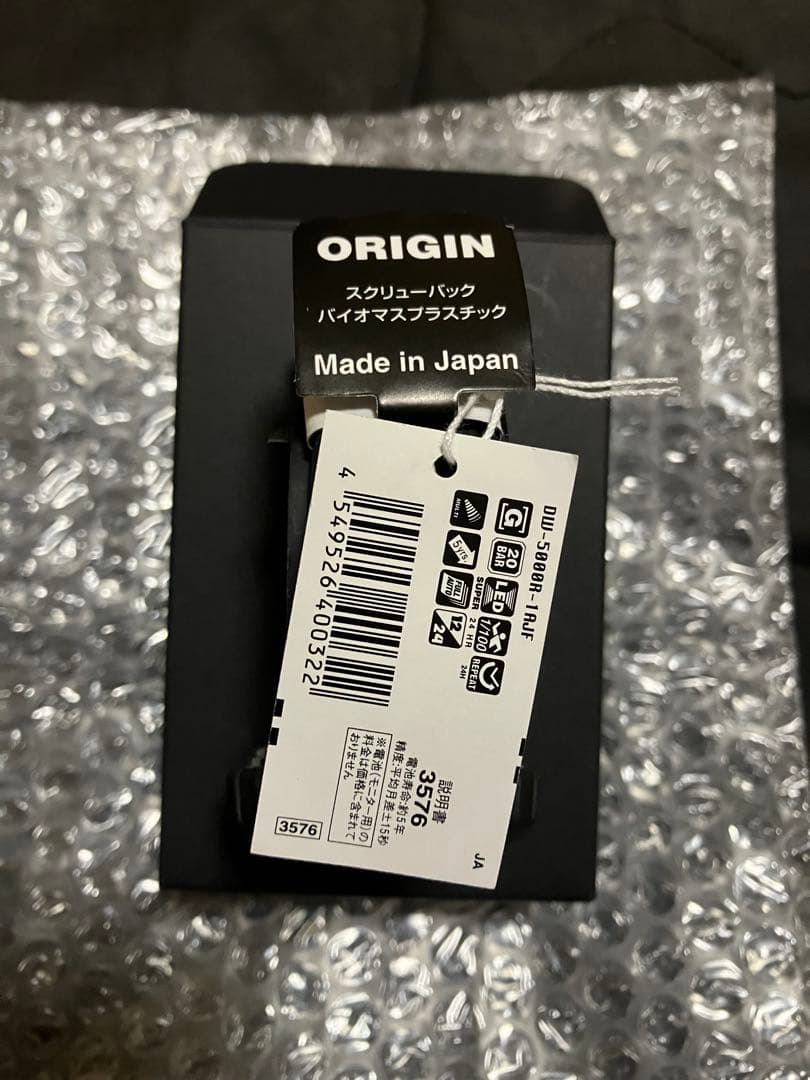 ORIGIN
スクリューバック
バイオマスプラスチック
Made in Japan
DW-5000R-1AJF
G
20 BAR
LED
SUPER
1/100
24 HR
REPEAT
24H
MULTI
5yrs.
FULL AUTO
12/24
4 549526 400322
説明書
3576
電池寿命:約5年
精度:平均月差±15秒
※電池(モニター用)の
料金は価格に含まれて
おりません
3576
JA